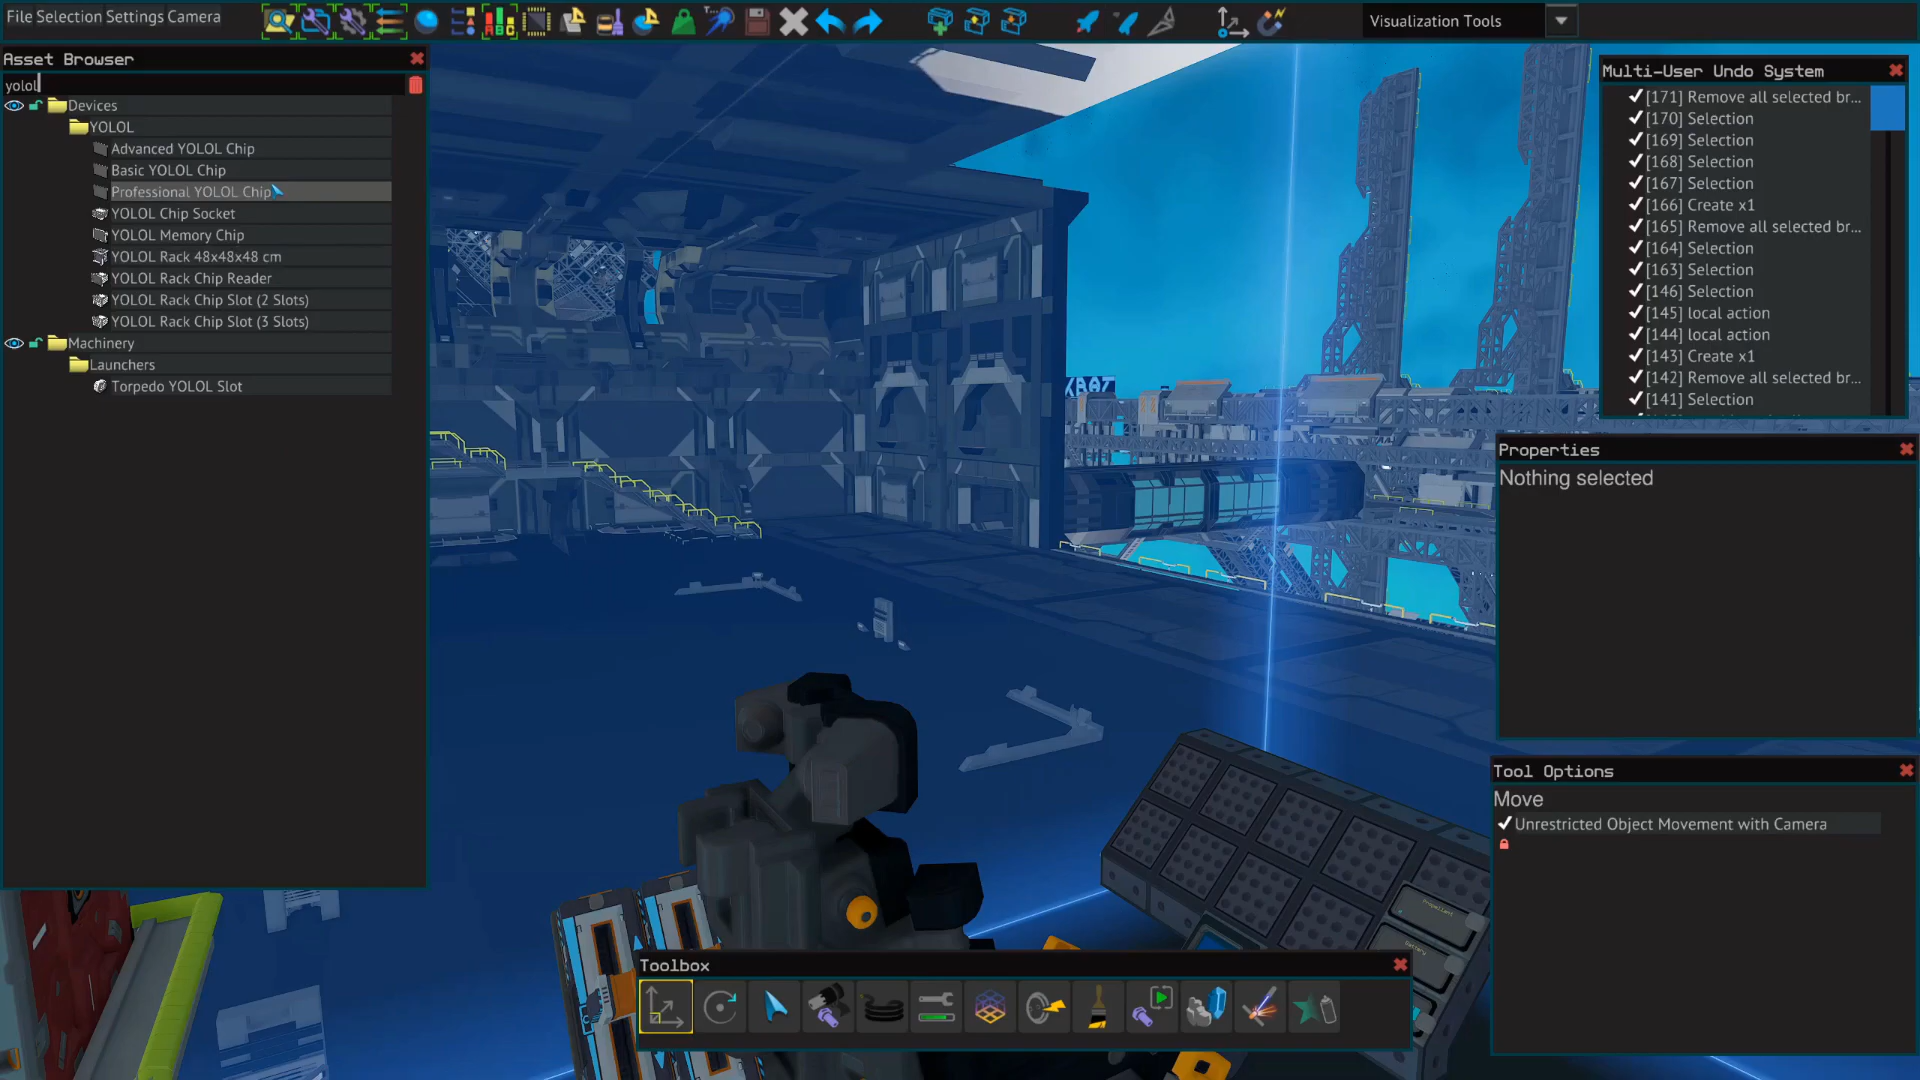 File Selection Settings Camera
Visualization Tools
Asset Browser
yolol
Devices
YOLOL
Advanced YOLOL Chip
Basic YOLOL Chip
Professional YOLOL Chip
YOLOL Chip Socket
YOLOL Memory Chip
YOLOL Rack 48x48x48 cm
YOLOL Rack Chip Reader
YOLOL Rack Chip Slot (2 Slots)
YOLOL Rack Chip Slot (3 Slots)
Machinery
Launchers
Torpedo YOLOL Slot
Multi-User Undo System
[171] Remove all selected br...
[170] Selection
[169] Selection
[168] Selection
[167] Selection
[166] Create x1
[165] Remove all selected br...
[164] Selection
[163] Selection
[146] Selection
[145] local action
[144] local action
[143] Create x1
[142] Remove all selected br...
[141] Selection
Properties
Nothing selected
Tool Options
Move
Unrestricted Object Movement with Camera
Toolbox
ABC
Propellant
Battery